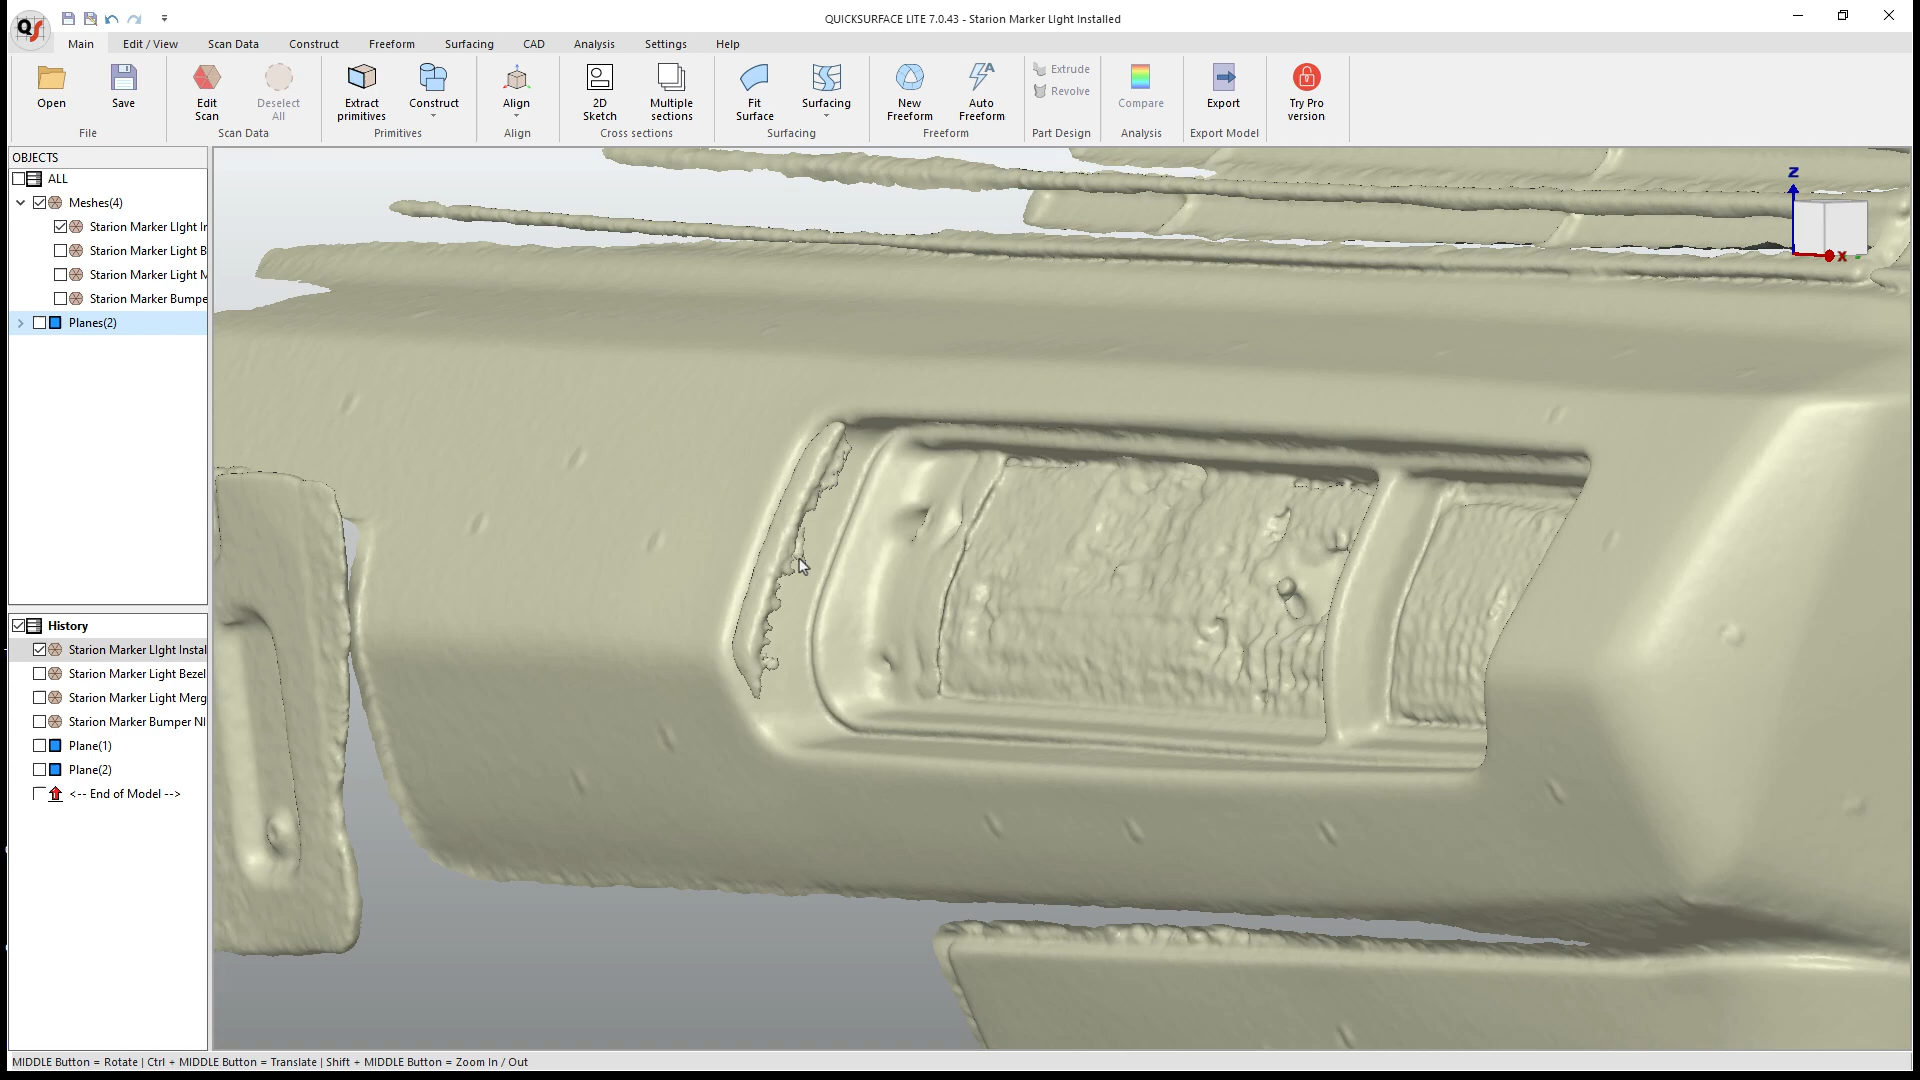 QUICKSURFACE LITE 7.0.43 - Starion Marker Light Installed
Main Edit / View Scan Data Construct Freeform Surfacing CAD Analysis Settings Help
Open Save Edit Scan Deselect All Extract primitives Construct Align 2D Sketch Multiple sections Fit Surface Surfacing New Freeform Auto Freeform Extrude Revolve Compare Export Try Pro version
File Scan Data Primitives Align Cross sections Surfacing Freeform Part Design Analysis Export Model
OBJECTS
ALL
Meshes(4)
Starion Marker LIght Ir
Starion Marker Light B
Starion Marker Light M
Starion Marker Bumpe
Planes(2)
Z
X
History
Starion Marker LIght Instal
Starion Marker Light Bezel
Starion Marker Light Merg
Starion Marker Bumper NI
Plane(1)
Plane(2)
<-- End of Model -->
MIDDLE Button = Rotate | Ctrl + MIDDLE Button = Translate | Shift + MIDDLE Button = Zoom In / Out